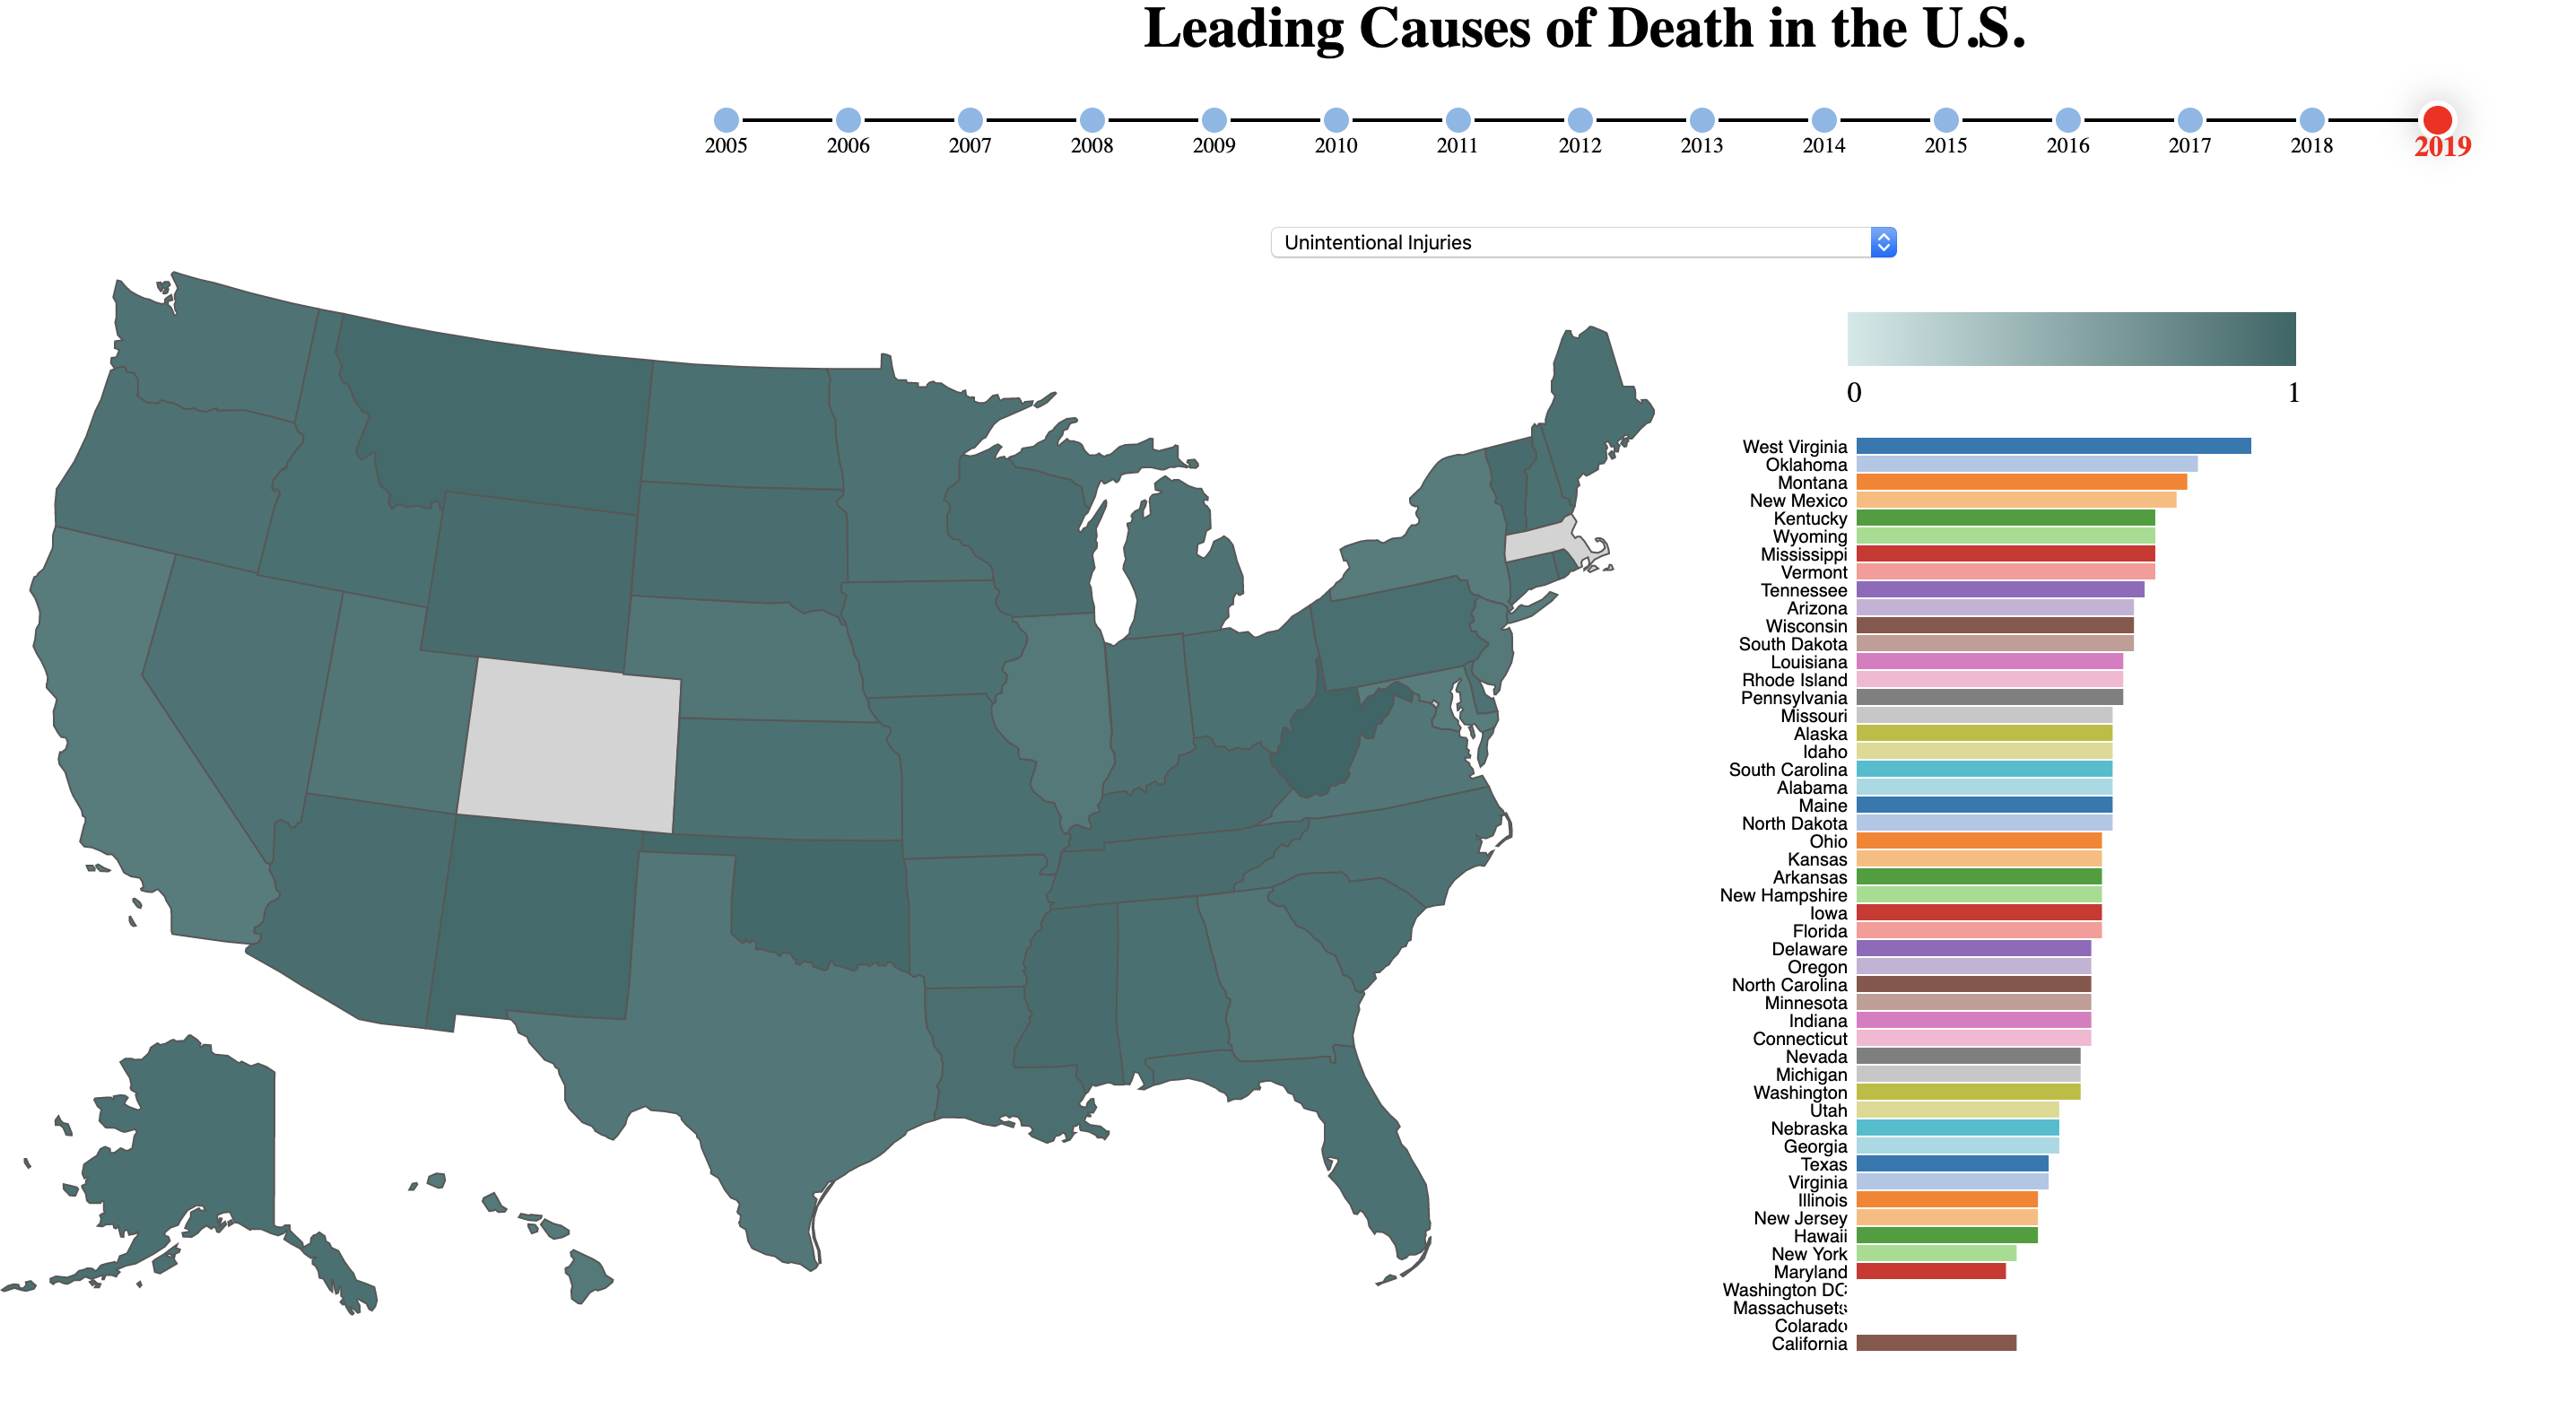 Leading Causes of Death in the U.S.
2005 2006 2007 2008 2009 2010 2011 2012 2013 2014 2015 2016 2017 2018 2019
Unintentional Injuries
0 1
West Virginia
Oklahoma
Montana
New Mexico
Kentucky
Wyoming
Mississippi
Vermont
Tennessee
Arizona
Wisconsin
South Dakota
Louisiana
Rhode Island
Pennsylvania
Missouri
Alaska
Idaho
South Carolina
Alabama
Maine
North Dakota
Ohio
Kansas
Arkansas
New Hampshire
Iowa
Florida
Delaware
Oregon
North Carolina
Minnesota
Indiana
Connecticut
Nevada
Michigan
Washington
Utah
Nebraska
Georgia
Texas
Virginia
Illinois
New Jersey
Hawaii
New York
Maryland
Washington DC
Massachusets
Colarado
California